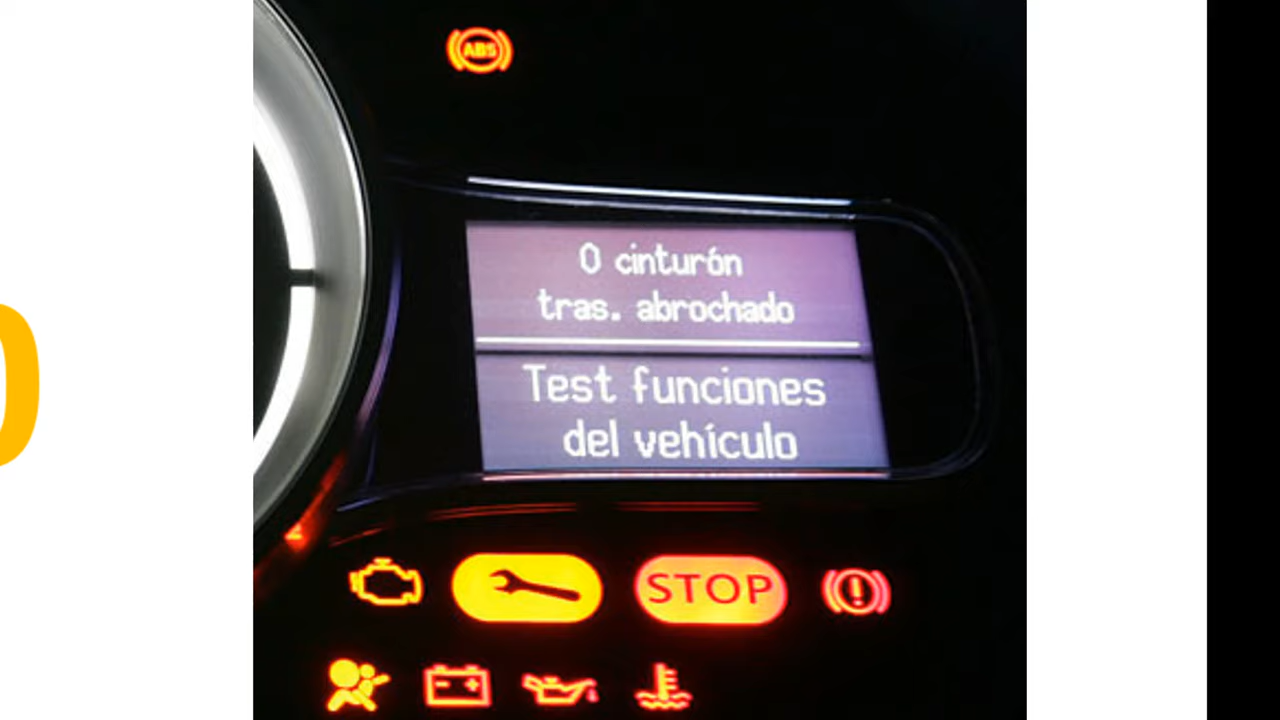 ABS
0 cinturón
tras. abrochado
Test funciones
del vehículo
STOP